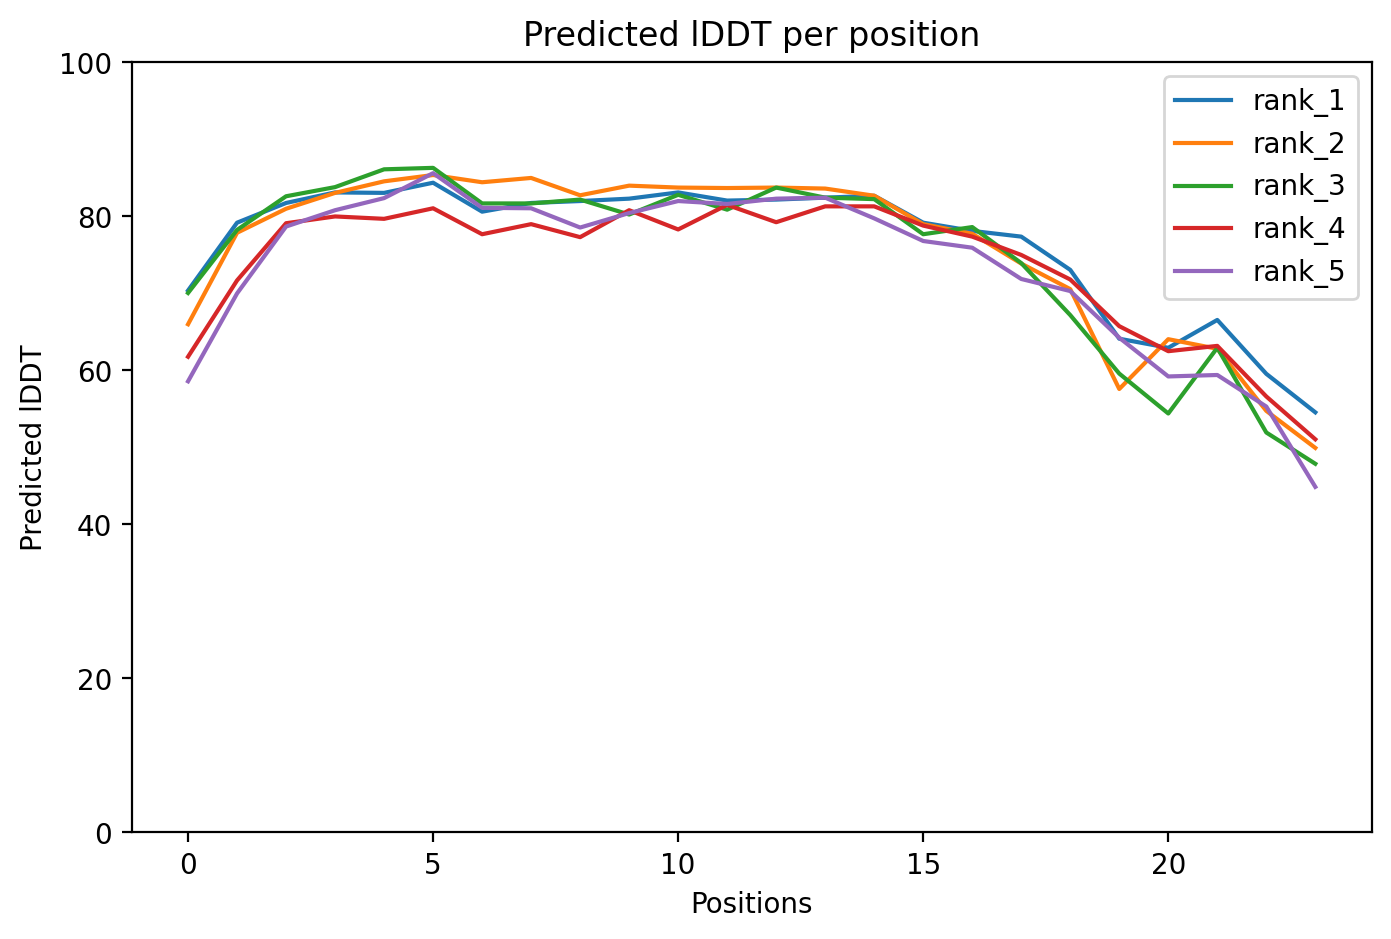 Predicted lDDT per position
100
80
60
40
20
0
Predicted lDDT
rank_1
rank_2
rank_3
rank_4
rank_5
0 5 10 15 20
Positions